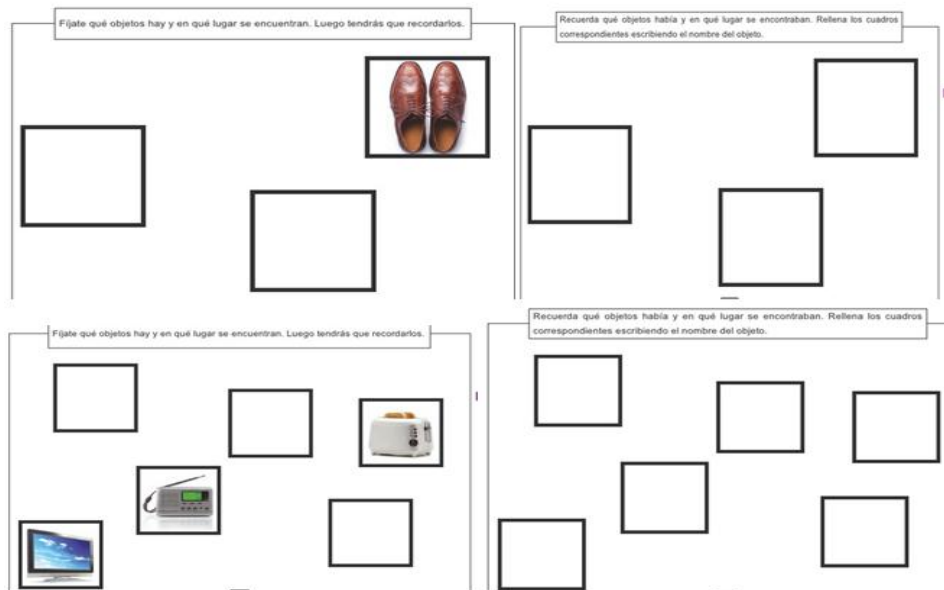 Fíjate qué objetos hay y en qué lugar se encuentran. Luego tendrás que recordarlos.
Recuerda qué objetos había y en qué lugar se encontraban. Rellena los cuadros
correspondientes escribiendo el nombre del objeto.
Fíjate qué objetos hay y en qué lugar se encuentran. Luego tendrás que recordarlos.
Recuerda qué objetos había y en qué lugar se encontraban. Rellena los cuadros
correspondientes escribiendo el nombre del objeto.